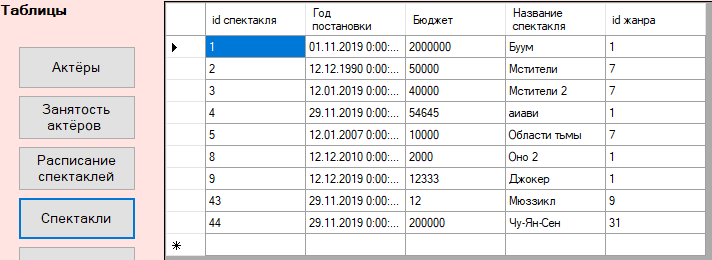 Таблицы
Актёры
Занятость
актёров
Расписание
спектаклей
Спектакли
id спектакля Год постановки Бюджет Название спектакля id жанра
1 01.11.2019 0:00:... 2000000 Буум 1
2 12.12.1990 0:00:... 50000 Мстители 7
3 12.01.2019 0:00:... 40000 Мстители 2 7
4 29.11.2019 0:00:... 54645 аиави 1
5 12.01.2007 0:00:... 10000 Области тьмы 7
8 12.12.2010 0:00:... 2000 Оно 2 1
9 12.12.2019 0:00:... 12333 Джокер 1
43 29.11.2019 0:00:... 12 Мюззикл 9
44 29.11.2019 0:00:... 200000 Чу-Ян-Сен 31